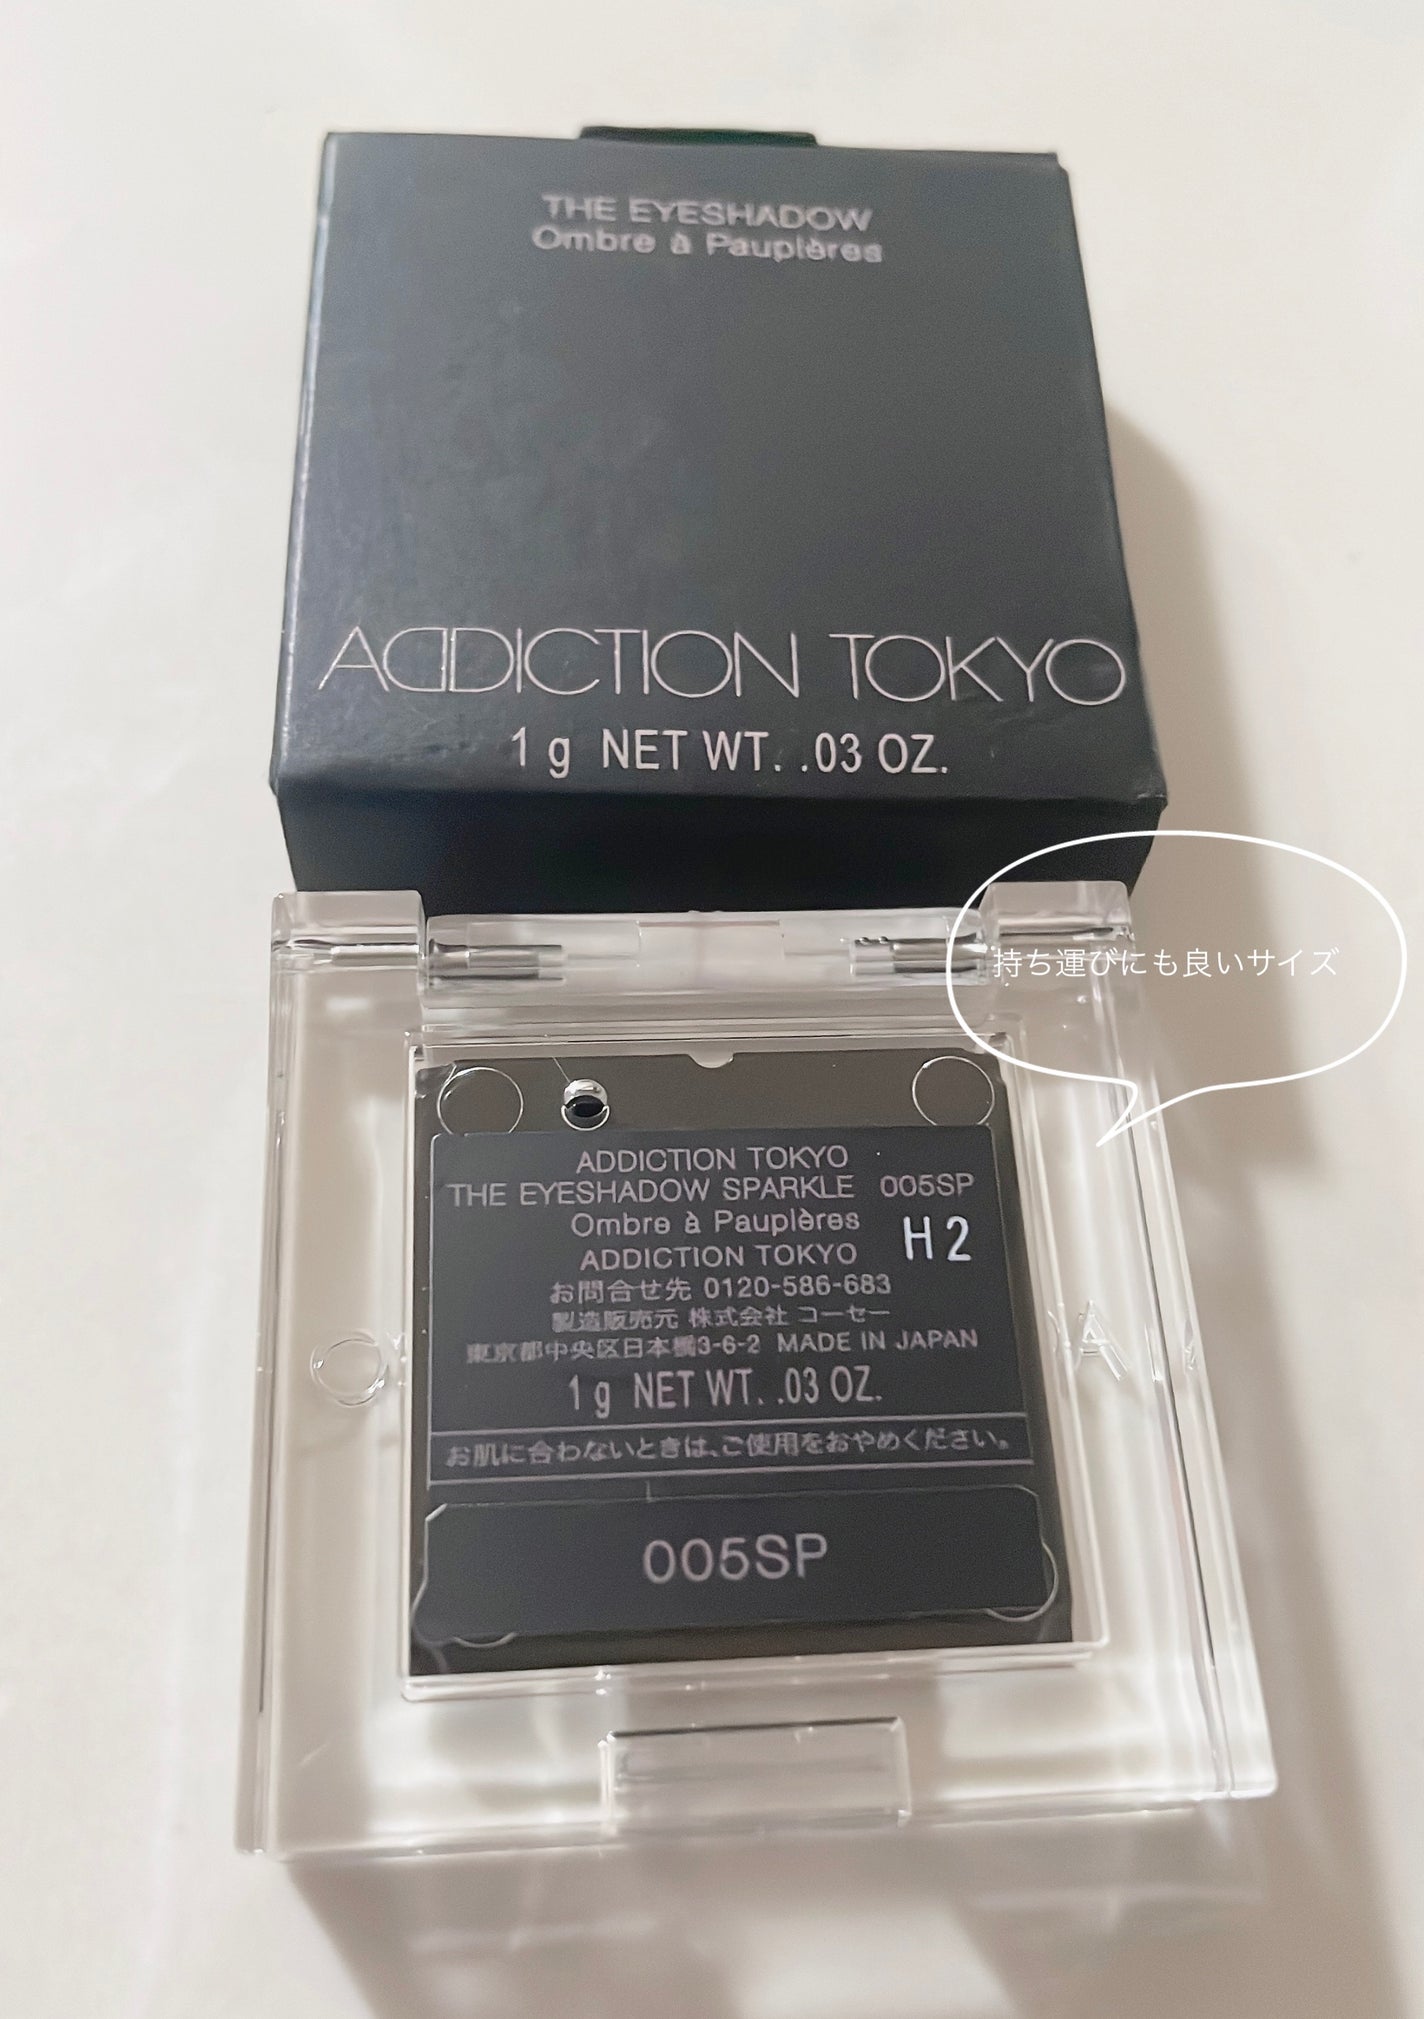 THE EYESHADOW
Ombre à Paupières
ADDICTION TOKYO
1 g NET WT. .03 OZ.
持ち運びにも良いサイズ
ADDICTION TOKYO
THE EYESHADOW SPARKLE 005SP
Ombre à Paupières
H2
ADDICTION TOKYO
お問合せ先 0120-586-683
製造販売元 株式会社 コーセー
東京都中央区日本橋3-6-2 MADE IN JAPAN
1 g NET WT. .03 OZ.
お肌に合わないときは、ご使用をおやめください。
005SP